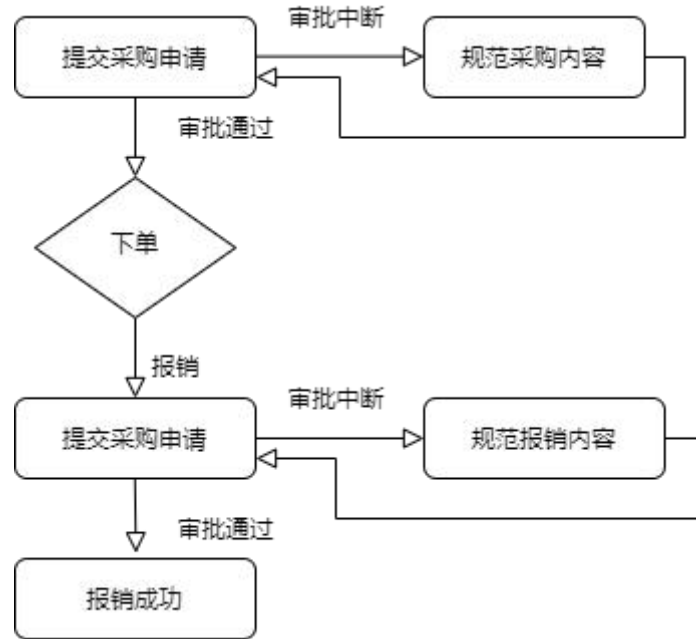 审批中断
提交采购申请
规范采购内容
审批通过
下单
报销
审批中断
提交采购申请
规范报销内容
审批通过
报销成功